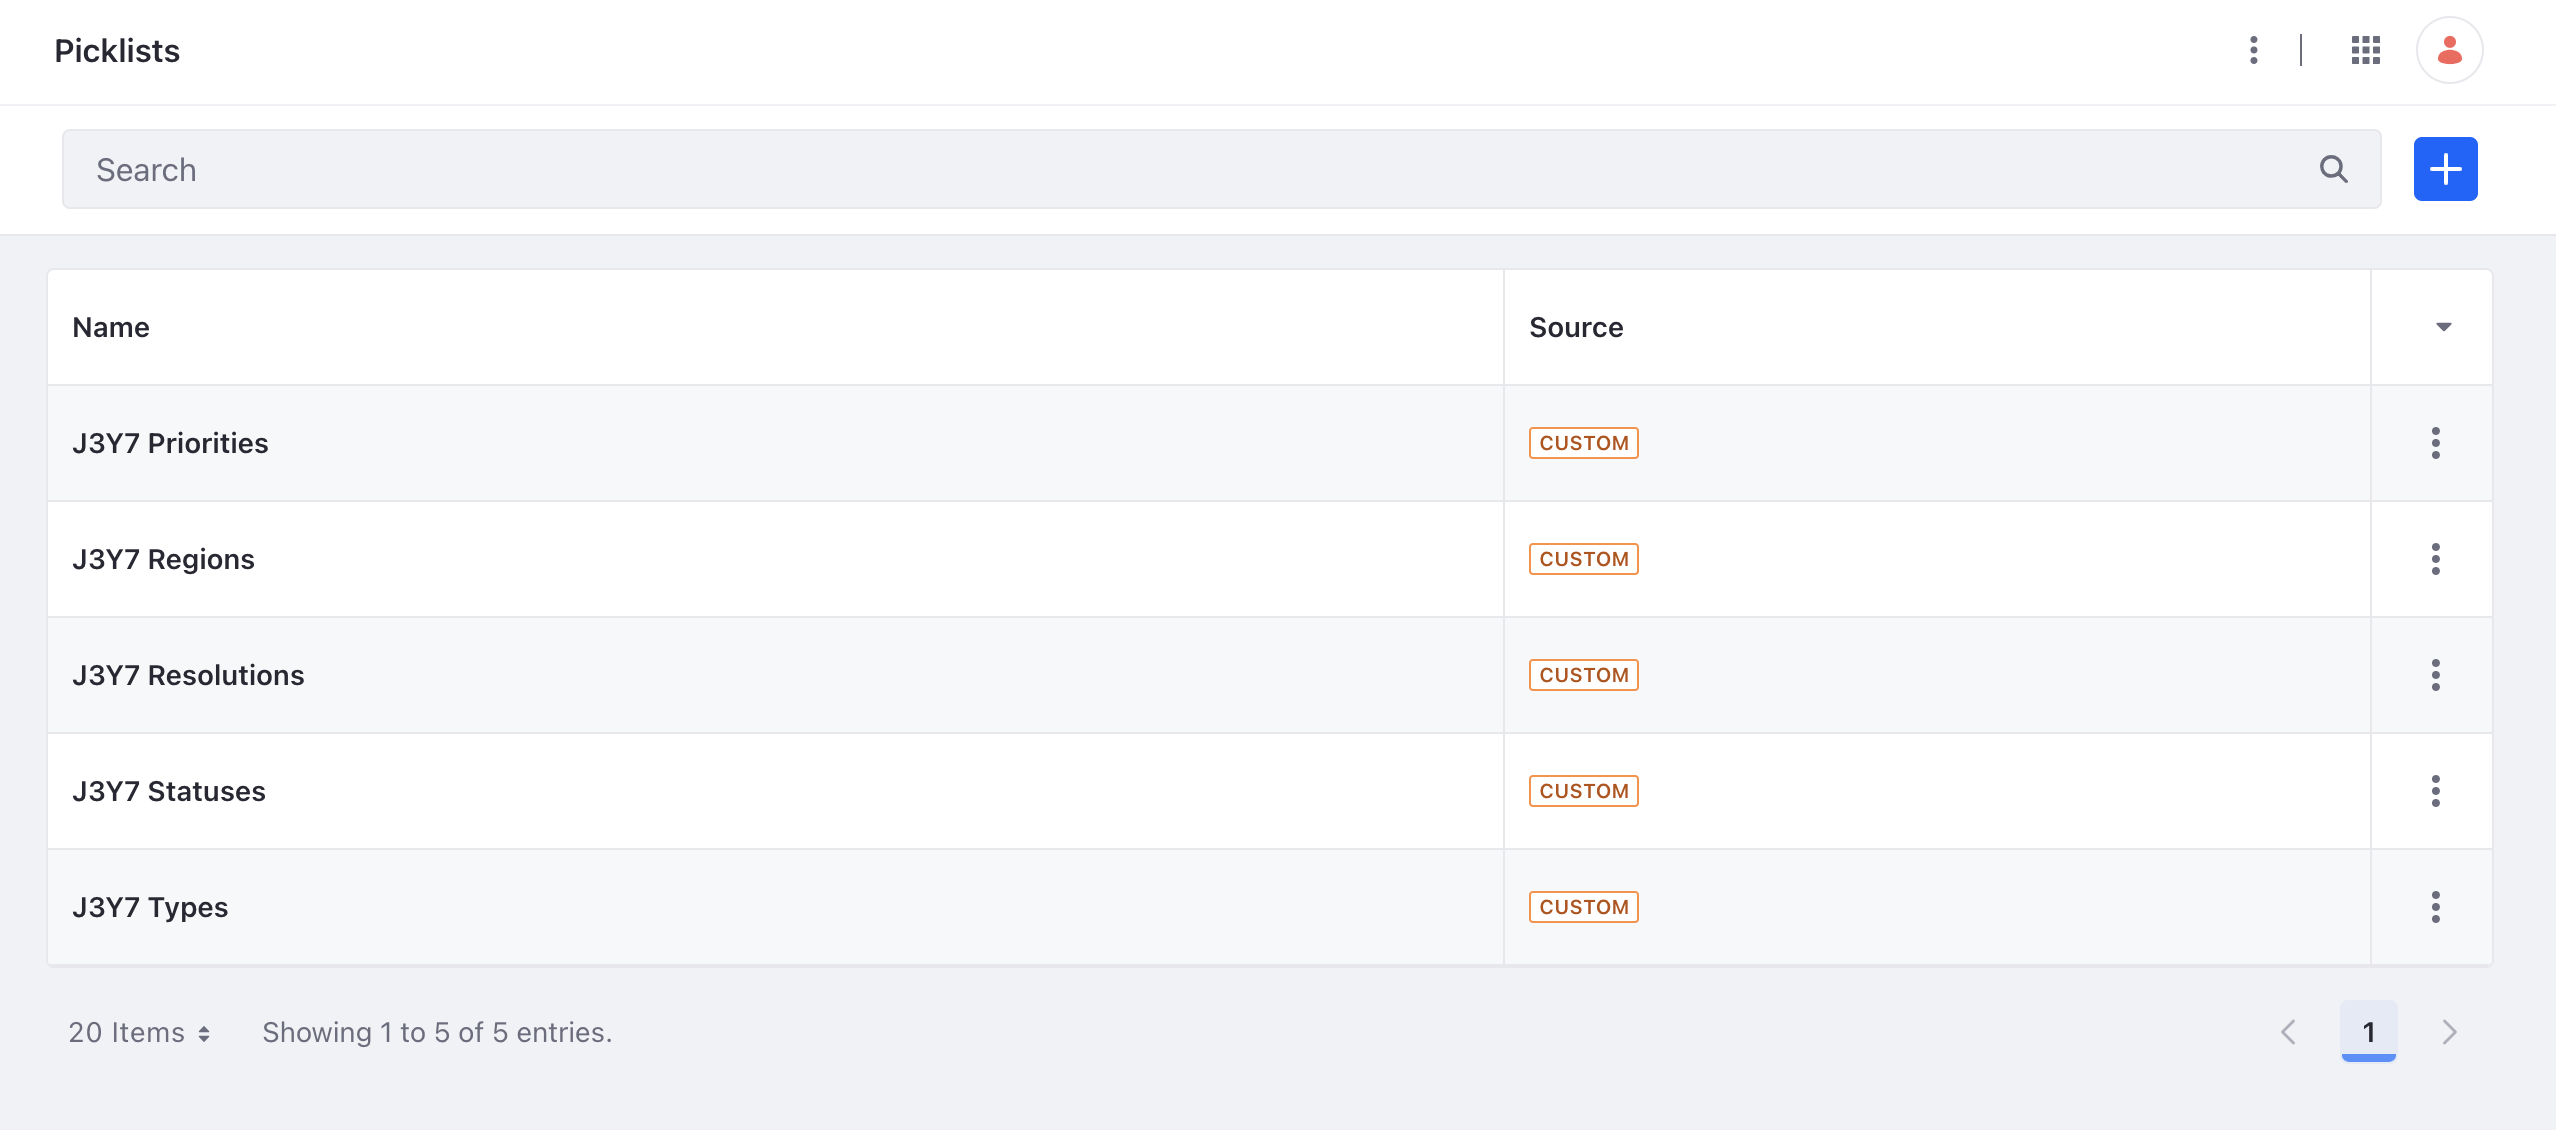 Picklists
Search
Name Source
J3Y7 Priorities CUSTOM
J3Y7 Regions CUSTOM
J3Y7 Resolutions CUSTOM
J3Y7 Statuses CUSTOM
J3Y7 Types CUSTOM
20 Items Showing 1 to 5 of 5 entries. 1